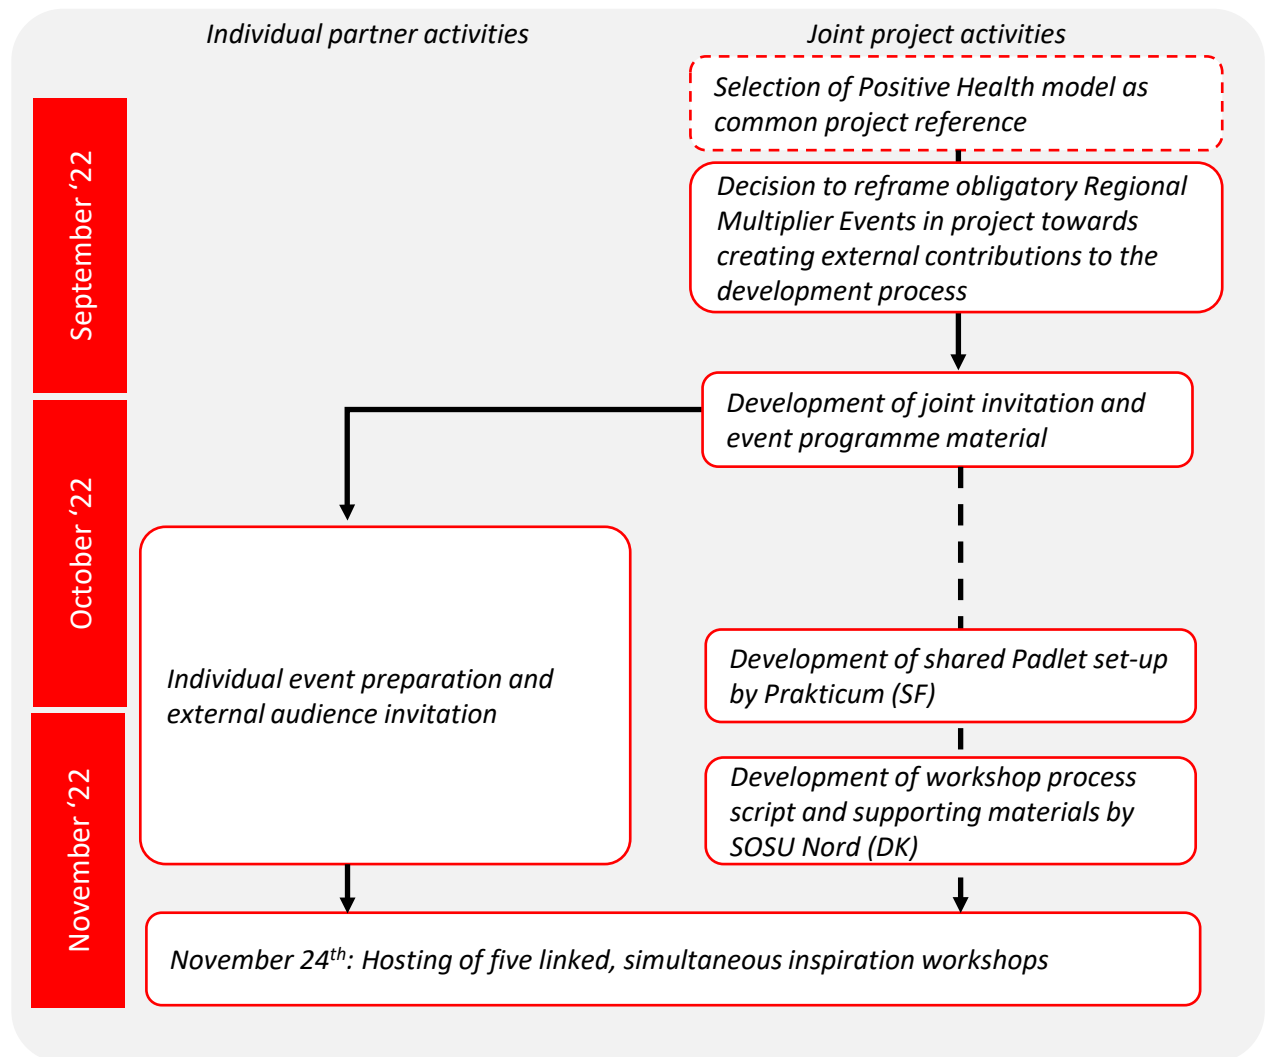 Individual partner activities
Joint project activities
Selection of Positive Health model as
common project reference
September ‘22
Decision to reframe obligatory Regional
Multiplier Events in project towards
creating external contributions to the
development process
Development of joint invitation and
event programme material
October ‘22
Individual event preparation and
external audience invitation
Development of shared Padlet set-up
by Prakticum (SF)
November ‘22
Development of workshop process
script and supporting materials by
SOSU Nord (DK)
November 24th: Hosting of five linked, simultaneous inspiration workshops